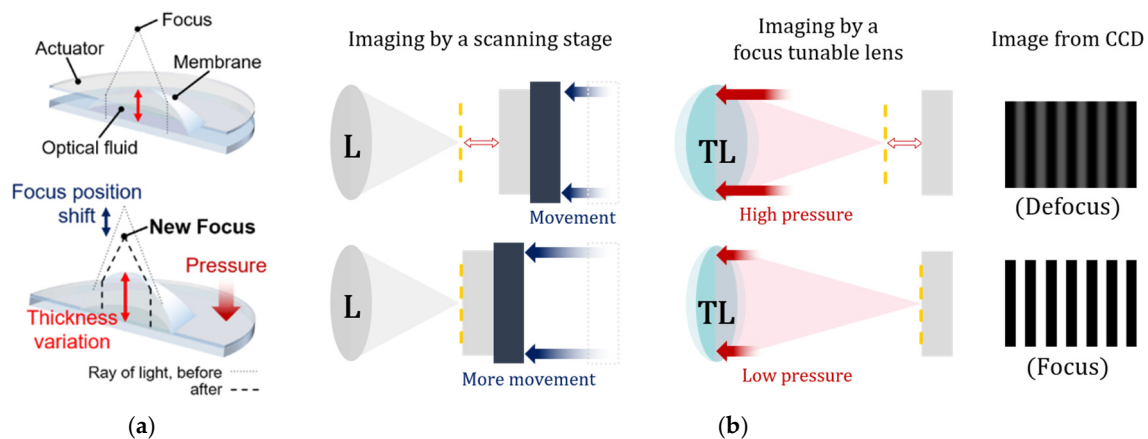 Focus
Actuator
Membrane
Optical fluid
Focus position
shift
New Focus
Pressure
Thickness
variation
Ray of light, before
after
(a)
Imaging by a scanning stage
L
Movement
L
More movement
Imaging by a
focus tunable lens
TL
High pressure
TL
Low pressure
Image from CCD
(Defocus)
(Focus)
(b)